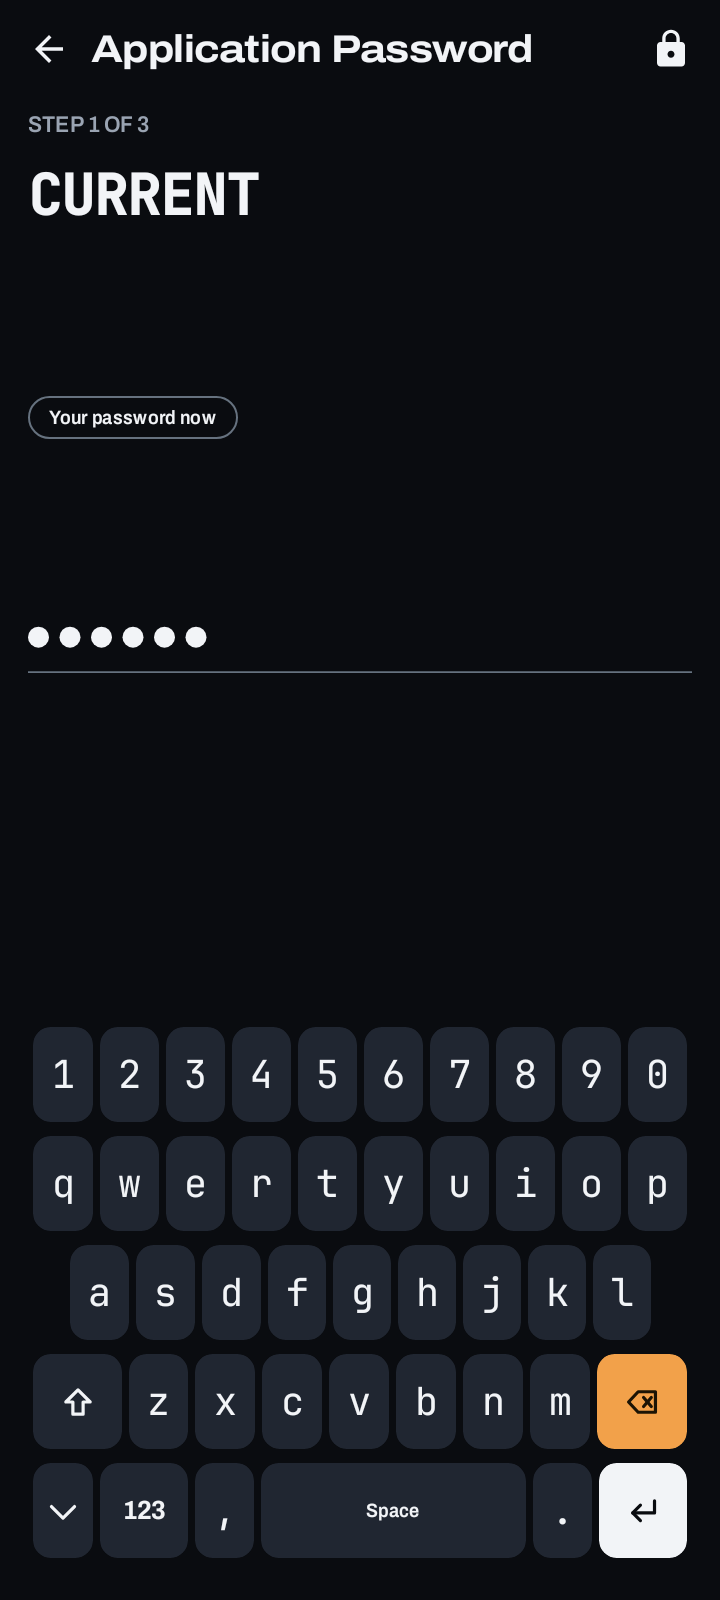 Application Password
STEP 1 OF 3
CURRENT
Your password now
1 2 3 4 5 6 7 8 9 0
q w e r t y u i o p
a s d f g h j k l
z x c v b n m
123 , Space .